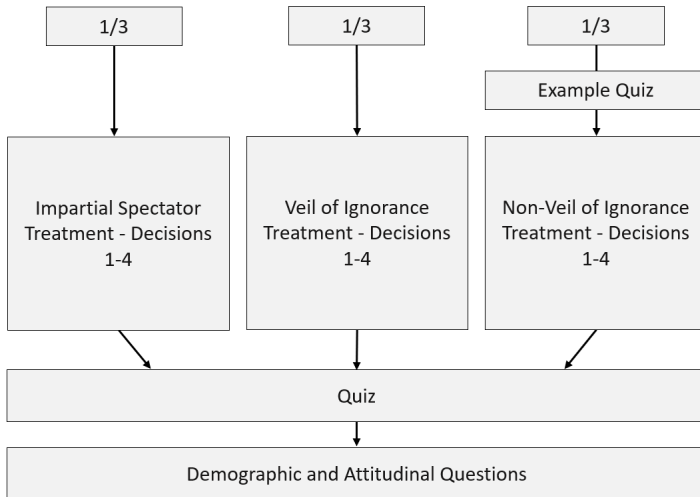 1/3
1/3
1/3
Example Quiz
Impartial Spectator
Treatment - Decisions
1-4
Veil of Ignorance
Treatment - Decisions
1-4
Non-Veil of Ignorance
Treatment - Decisions
1-4
Quiz
Demographic and Attitudinal Questions